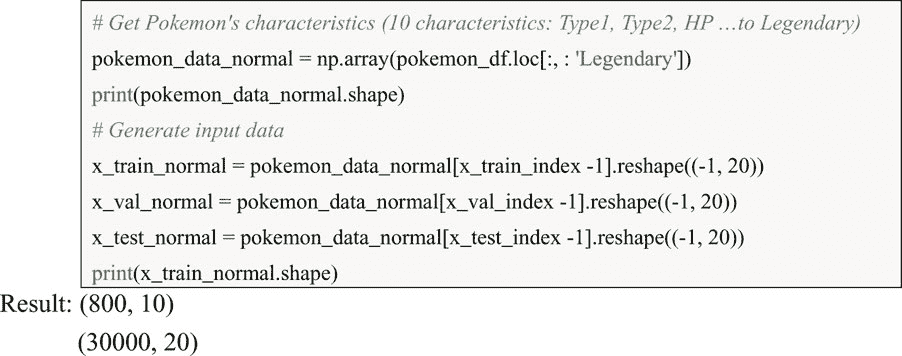 # Get Pokemon's characteristics (10 characteristics: Type1, Type2, HP …to Legendary)
pokemon_data_normal = np.array(pokemon_df.loc[:, : 'Legendary'])
print(pokemon_data_normal.shape)
# Generate input data
x_train_normal = pokemon_data_normal[x_train_index -1].reshape((-1, 20))
x_val_normal = pokemon_data_normal[x_val_index -1].reshape((-1, 20))
x_test_normal = pokemon_data_normal[x_test_index -1].reshape((-1, 20))
print(x_train_normal.shape)
Result: (800, 10)
(30000, 20)